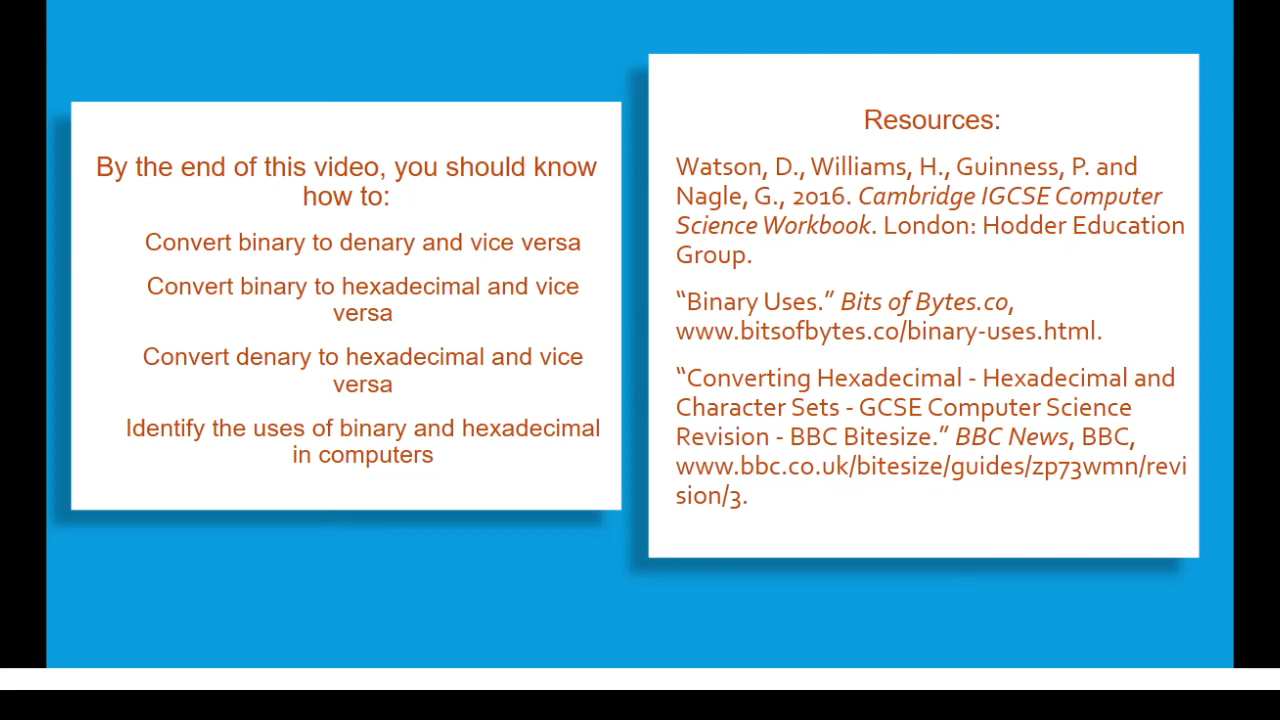 By the end of this video, you should know
how to:
Convert binary to denary and vice versa
Convert binary to hexadecimal and vice
versa
Convert denary to hexadecimal and vice
versa
Identify the uses of binary and hexadecimal
in computers
Resources:
Watson, D., Williams, H., Guinness, P. and
Nagle, G., 2016. Cambridge IGCSE Computer
Science Workbook. London: Hodder Education
Group.
“Binary Uses.” Bits of Bytes.co,
www.bitsofbytes.co/binary-uses.html.
“Converting Hexadecimal - Hexadecimal and
Character Sets - GCSE Computer Science
Revision - BBC Bitesize.” BBC News, BBC,
www.bbc.co.uk/bitesize/guides/zp73wmn/revi
sion/3.